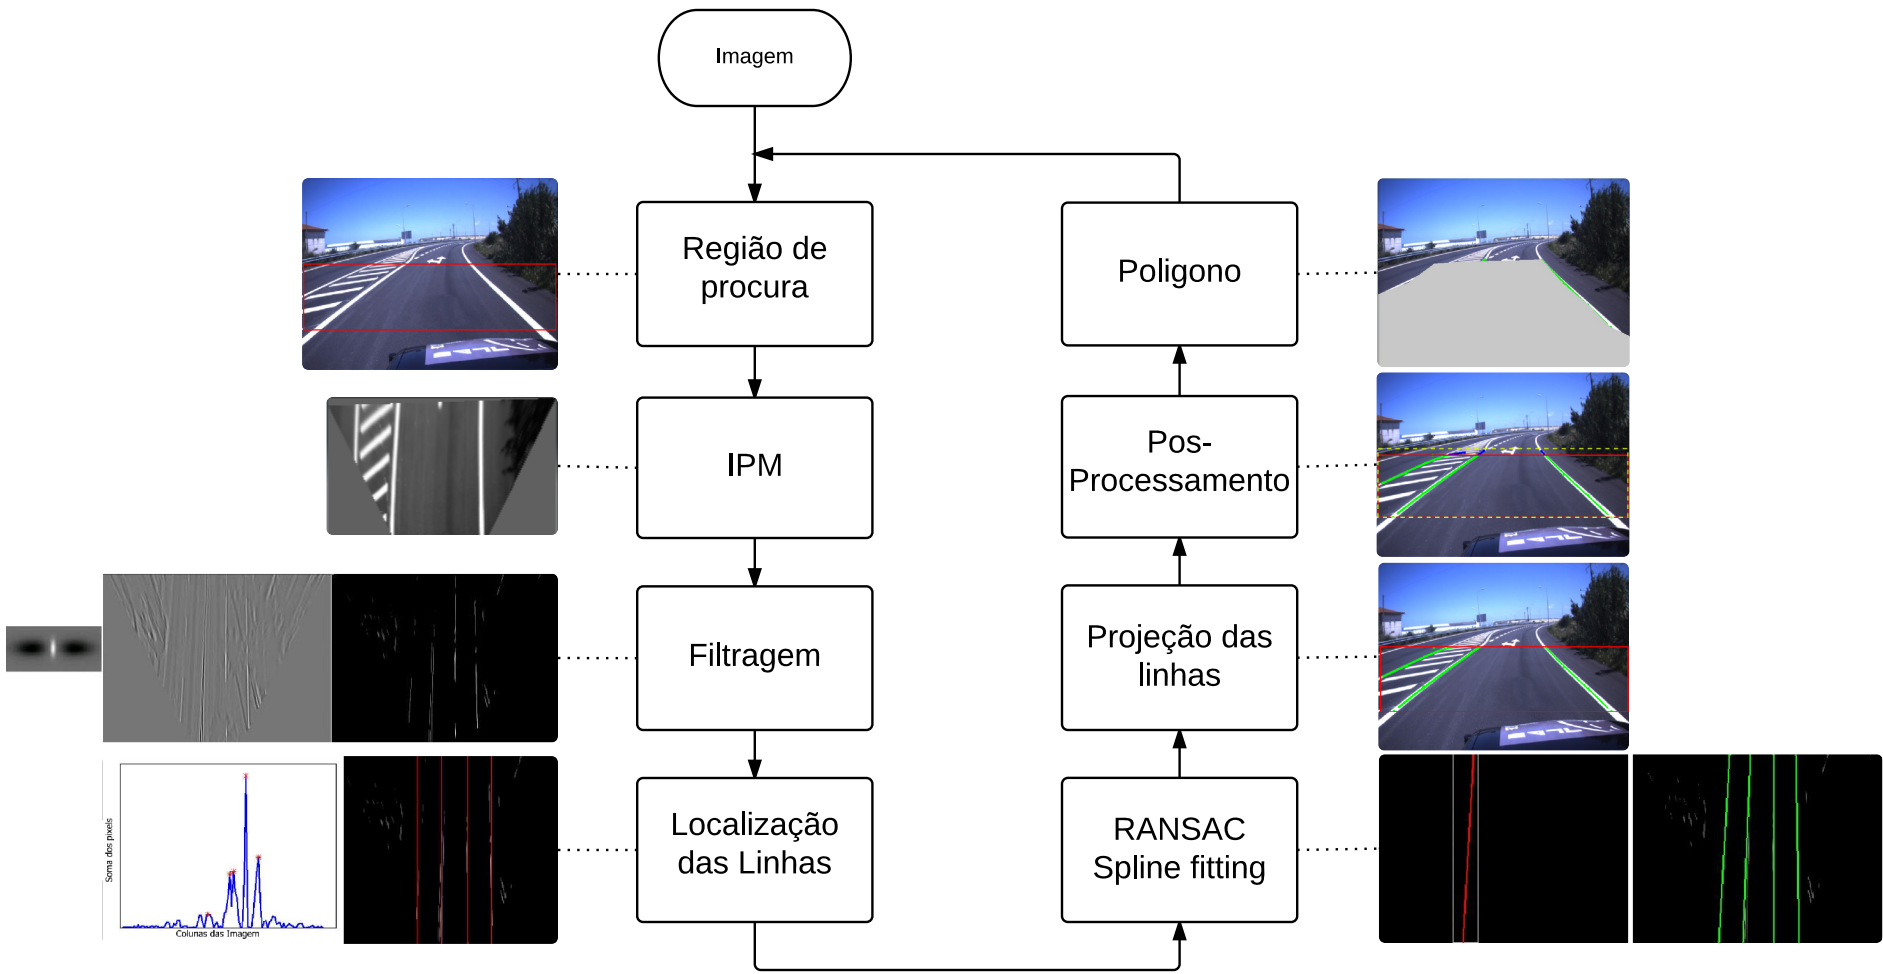 Imagem
Região de
procura
IPM
Filtragem
Localização
das Linhas
Soma dos pixels
Colunas das Imagem
Poligono
Pos-
Processamento
Projeção das
linhas
RANSAC
Spline fitting